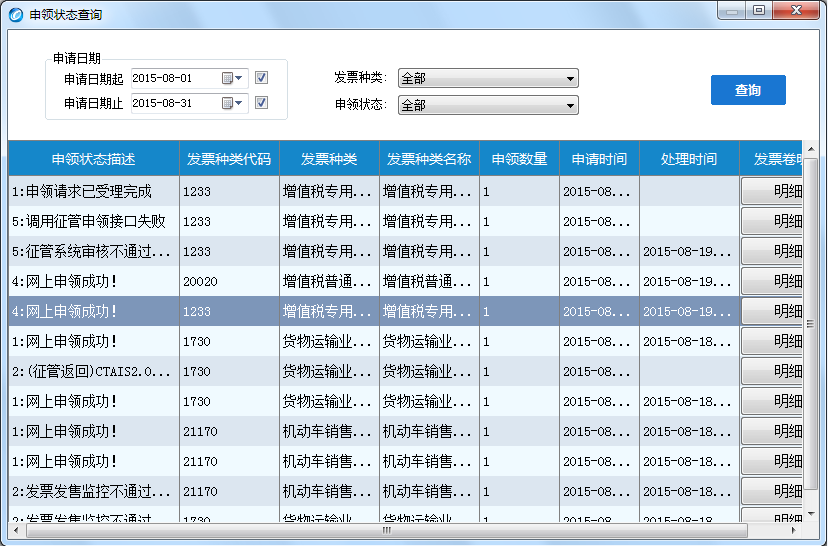 申领状态查询
申请日期
申请日期起 2015-08-01
申请日期止 2015-08-31
发票种类: 全部
申领状态: 全部
查询
申领状态描述 发票种类代码 发票种类 发票种类名称 申领数量 申请时间 处理时间 发票卷明
1:申领请求已受理完成 1233 增值税专用... 增值税专用... 1 2015-08... 明细
5:调用征管申领接口失败 1233 增值税专用... 增值税专用... 1 2015-08... 明细
5:征管系统审核不通过... 1233 增值税专用... 增值税专用... 1 2015-08... 2015-08-19... 明细
4:网上申领成功! 20020 增值税普通... 增值税普通... 1 2015-08... 2015-08-19... 明细
4:网上申领成功! 1233 增值税专用... 增值税专用... 1 2015-08... 2015-08-19... 明细
1:网上申领成功! 1730 货物运输业... 货物运输业... 1 2015-08... 2015-08-18... 明细
2:(征管返回)CTAIS2.0... 1730 货物运输业... 货物运输业... 1 2015-08... 明细
1:网上申领成功! 1730 货物运输业... 货物运输业... 1 2015-08... 2015-08-18... 明细
1:网上申领成功! 21170 机动车销售... 机动车销售... 1 2015-08... 2015-08-18... 明细
1:网上申领成功! 21170 机动车销售... 机动车销售... 1 2015-08... 2015-08-18... 明细
2:发票发售监控不通过... 21170 机动车销售... 机动车销售... 1 2015-08... 2015-08-18... 明细
2:发票发售监控不通过... 1730 货物运输业... 货物运输业... 1 2015-08... 2015-08-18... 明细